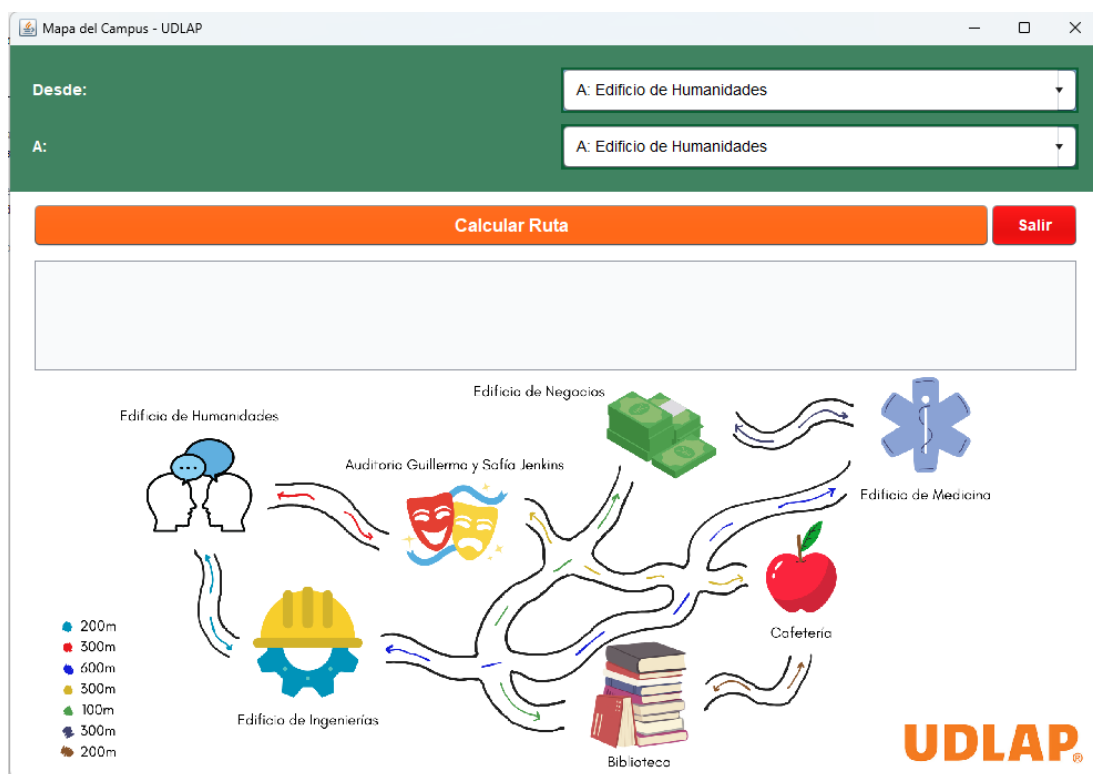 Mapa del Campus - UDLAP
Desde:
A: Edificio de Humanidades
A:
A: Edificio de Humanidades
Calcular Ruta
Salir
Edificio de Negocios
Edificio de Humanidades
Auditorio Guillermo y Sofía Jenkins
Edificio de Medicina
200m
300m
600m
300m
100m
300m
200m
Cafetería
Edificio de Ingenierías
Biblioteca
UDLAP®